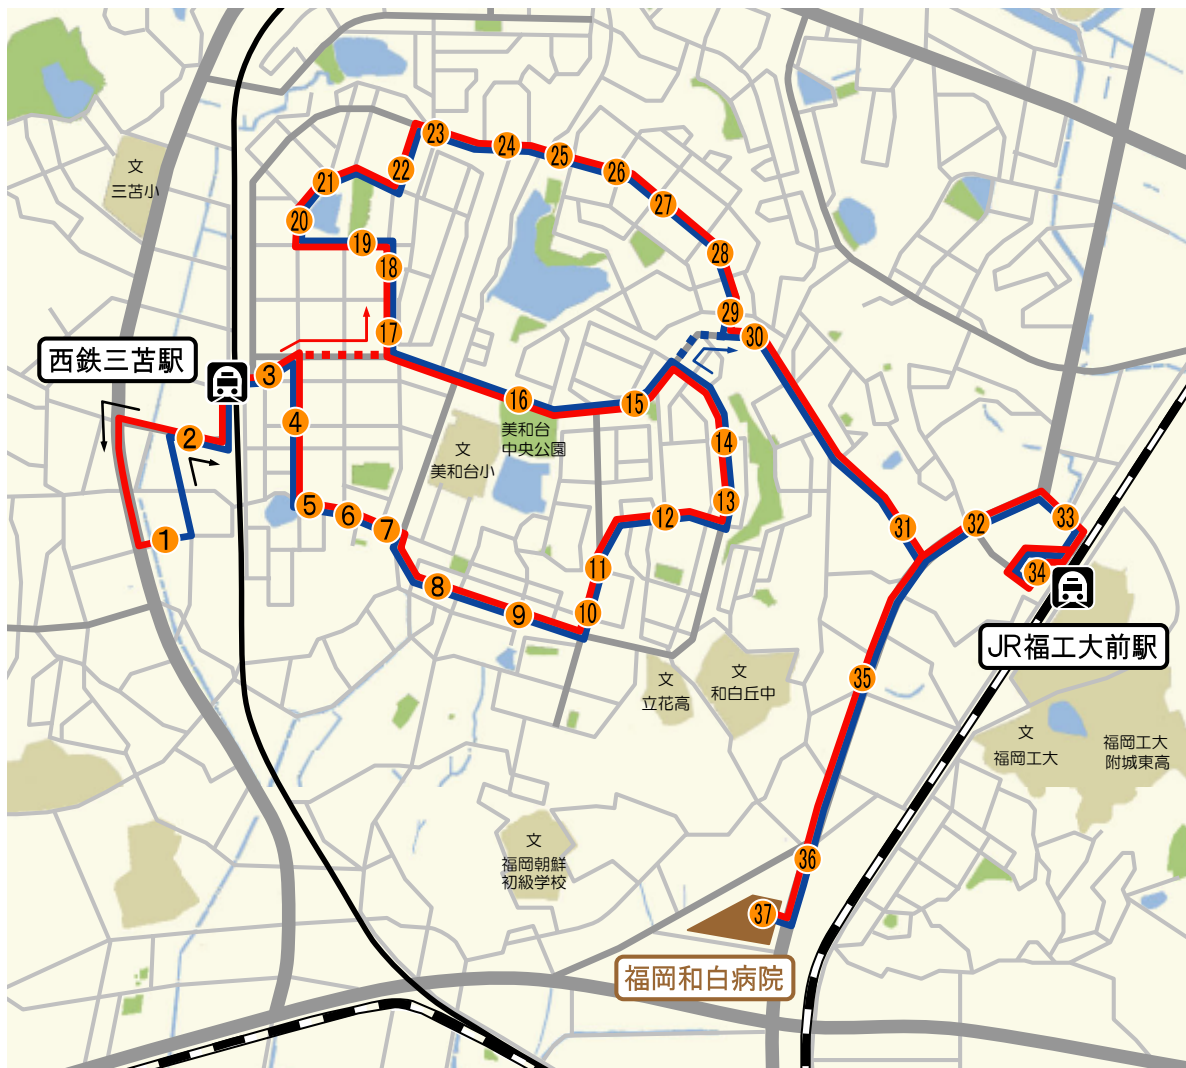 23
24
25
文
三苫小
22
26
21
27
20
19
28
18
29
17
30
西鉄三苫駅
3
16
15
4
美和台
中央公園
2
14
文
美和台小
13
5
6
12
7
31
32
33
1
11
34
8
9
10
JR福工大前駅
文
立花高
文
和白丘中
35
文
福岡工大
福岡工大
附城東高
文
福岡朝鮮
初級学校
36
37
福岡和白病院